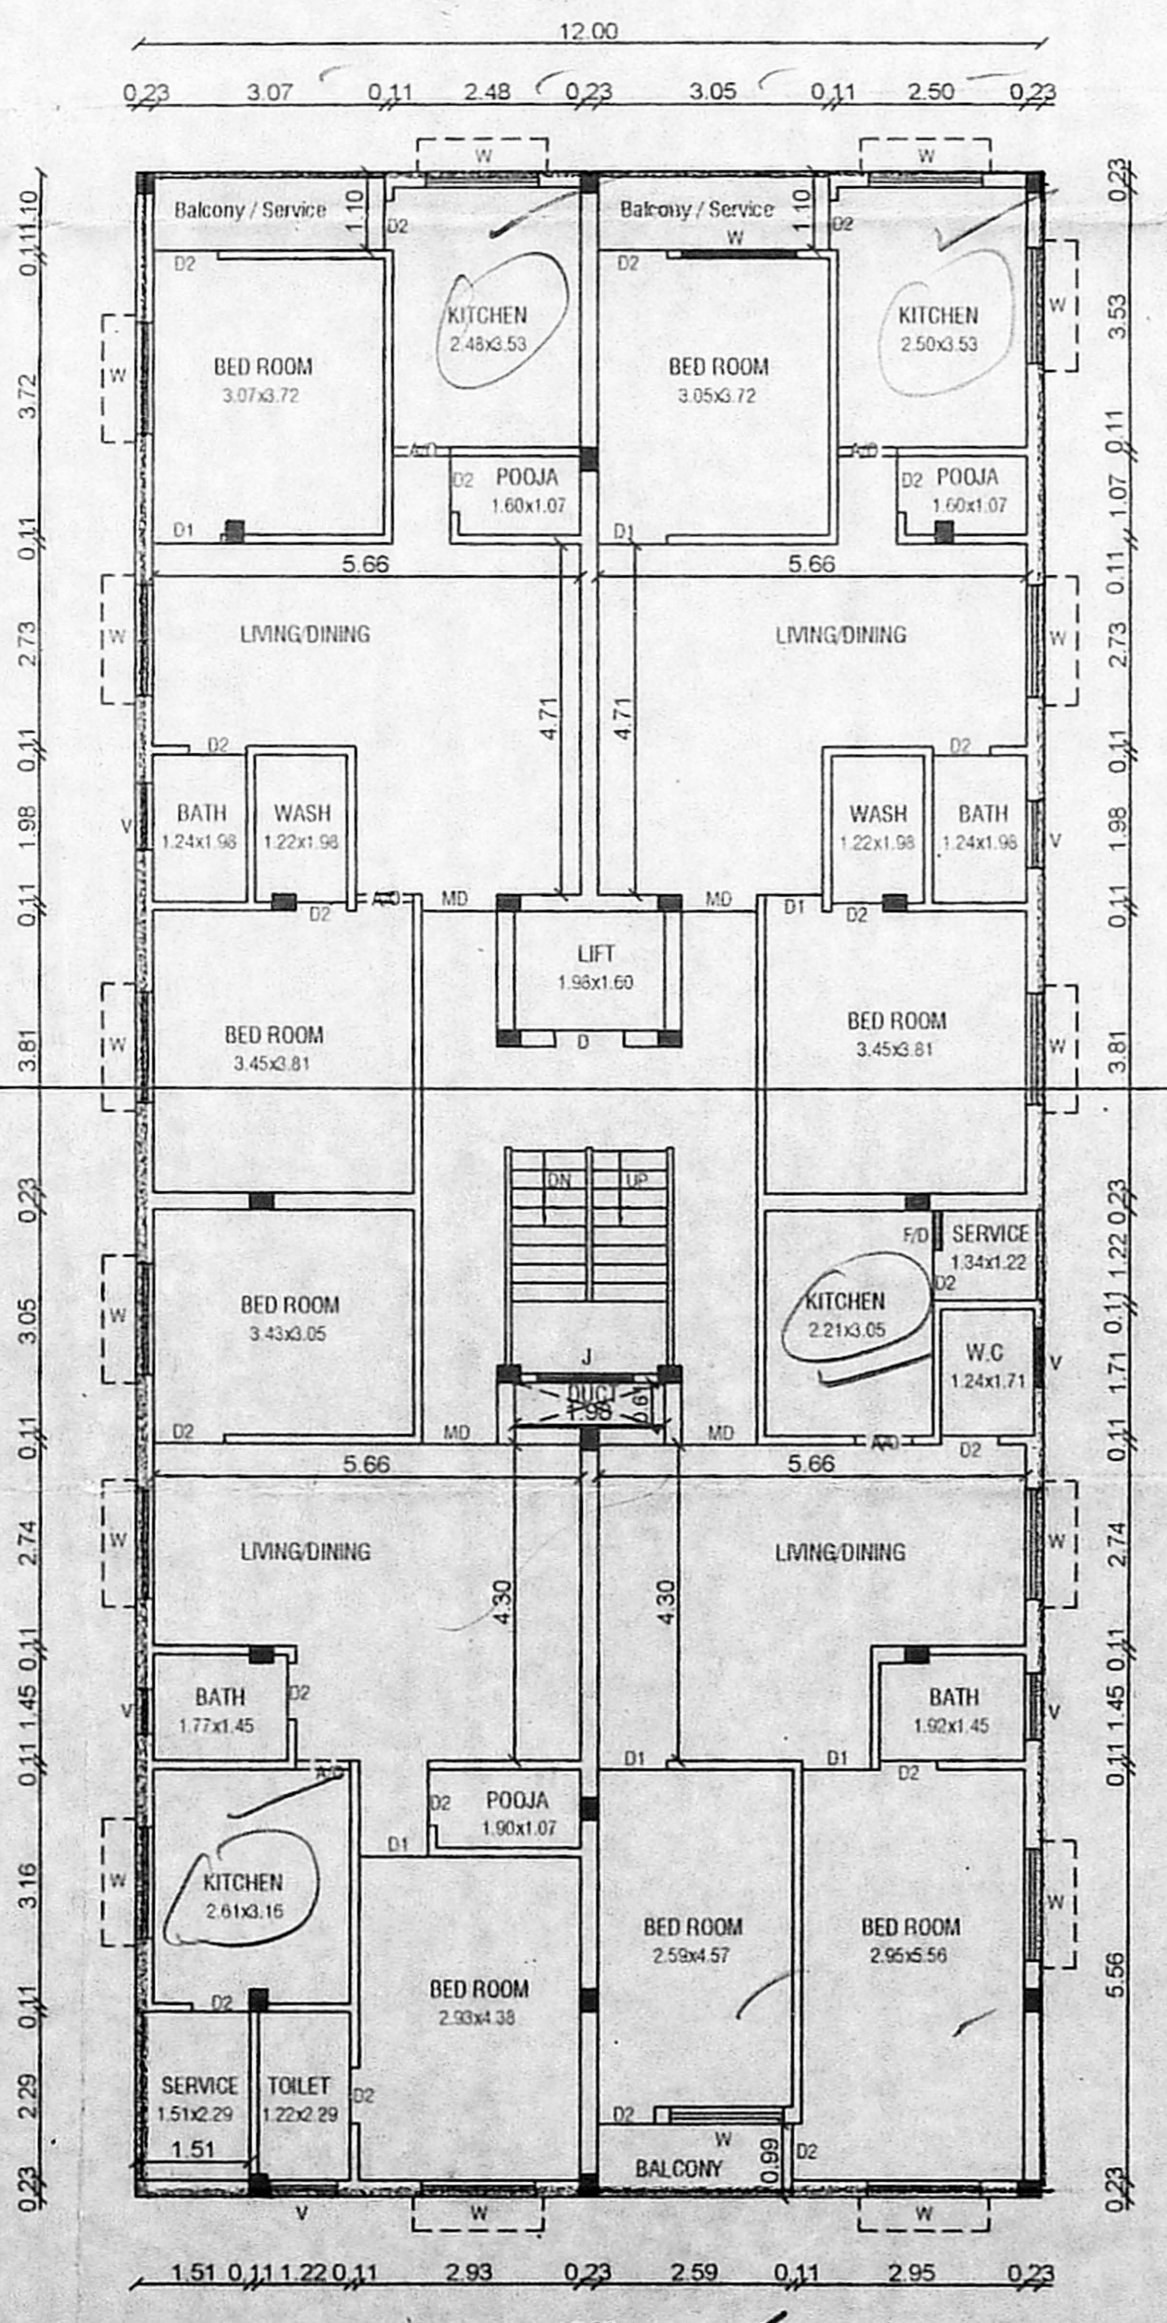 12.00
0.23 3.07 0.11 2.48 0.23 3.05 0.11 2.50 0.23
W W
Balcony / Service 1.10 D2 Balcony / Service 1.10 D2
W
D2 D2
0.11 1.10 0.23
KITCHEN KITCHEN
2.48x3.53 2.50x3.53
W 3.53
BED ROOM BED ROOM
3.07x3.72 3.05x3.72
W 3.72
A/D A/D 0.11
POOJA POOJA
D2 D2
1.60x1.07 1.60x1.07
1.07
D1 D1
0.11 0.11
5.66 5.66
LIVING/DINING LIVING/DINING
W W
2.73 2.73
4.71 4.71
0.11 D2 D2 0.11
BATH WASH WASH BATH
1.24x1.98 1.22x1.98 1.22x1.98 1.24x1.98
V V
1.98 1.98
0.11 D2 A/D MD MD D1 D2 0.11
LIFT
1.98x1.60
BED ROOM BED ROOM
3.45x3.81 3.45x3.81
W D W
3.81 3.81
DN UP
0.23 0.23
F/D SERVICE
1.34x1.22
1.22
D2
BED ROOM KITCHEN
3.43x3.05 2.21x3.05
W 3.05 0.11
J W.C
1.24x1.71
V 1.71
DUCT
1.98 0.61
0.11 D2 MD MD A/D D2 0.11
5.66 5.66
LIVING/DINING LIVING/DINING
W W
2.74 2.74
4.30 4.30
0.11 0.11
BATH BATH
1.77x1.45 1.92x1.45
D2
V V
1.45 1.45
0.11 A/D D1 D1 D2 0.11
POOJA
D2
1.90x1.07
D1
KITCHEN
2.61x3.16
W W
3.16
BED ROOM BED ROOM
2.59x4.57 2.95x5.56
5.56
BED ROOM
2.93x4.38
0.11 D2
SERVICE TOILET
1.51x2.29 1.22x2.29
D2
2.29
1.51
D2 W
BALCONY 0.99 D2
0.23 0.23
V W W
1.51 0.11 1.22 0.11 2.93 0.23 2.59 0.11 2.95 0.23